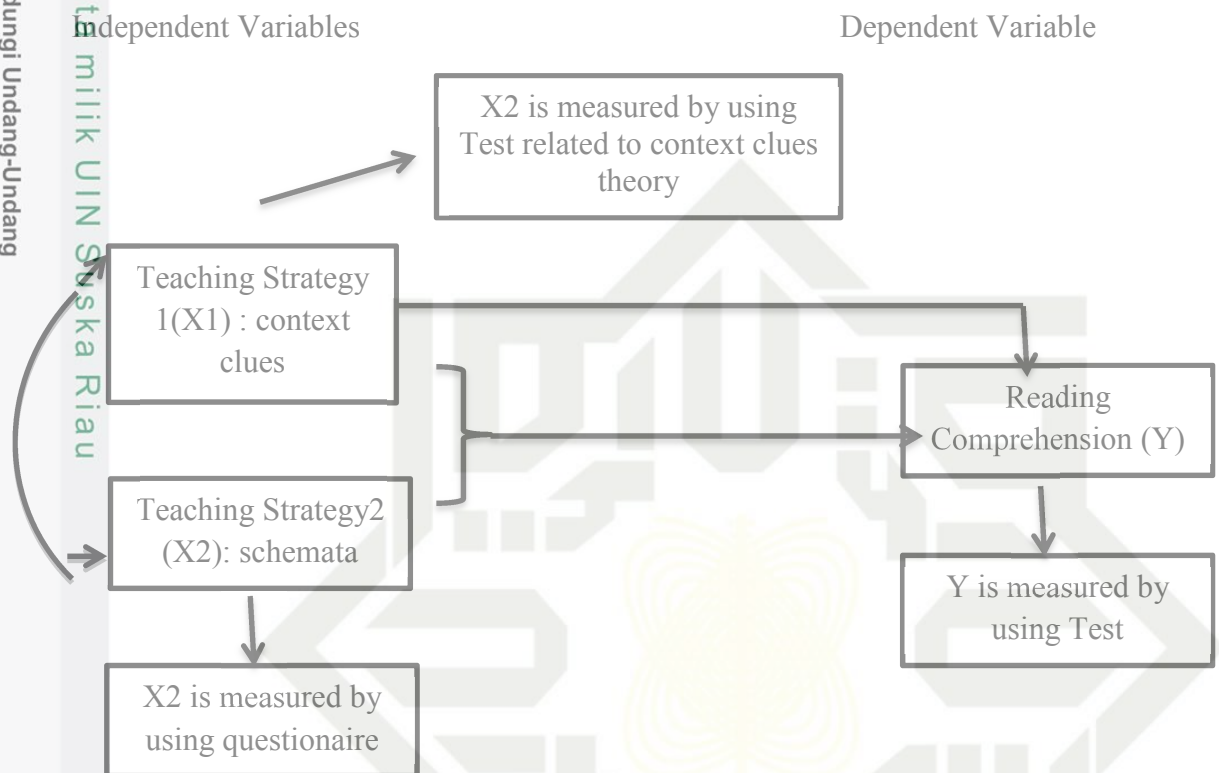 Independent Variables
Dependent Variable
X2 is measured by using
Test related to context clues
theory
Teaching Strategy
1(X1) : context
clues
Reading
Comprehension (Y)
Teaching Strategy2
(X2): schemata
Y is measured by
using Test
X2 is measured by
using questionaire
milik UIN Suska Riau
Undang-Undang